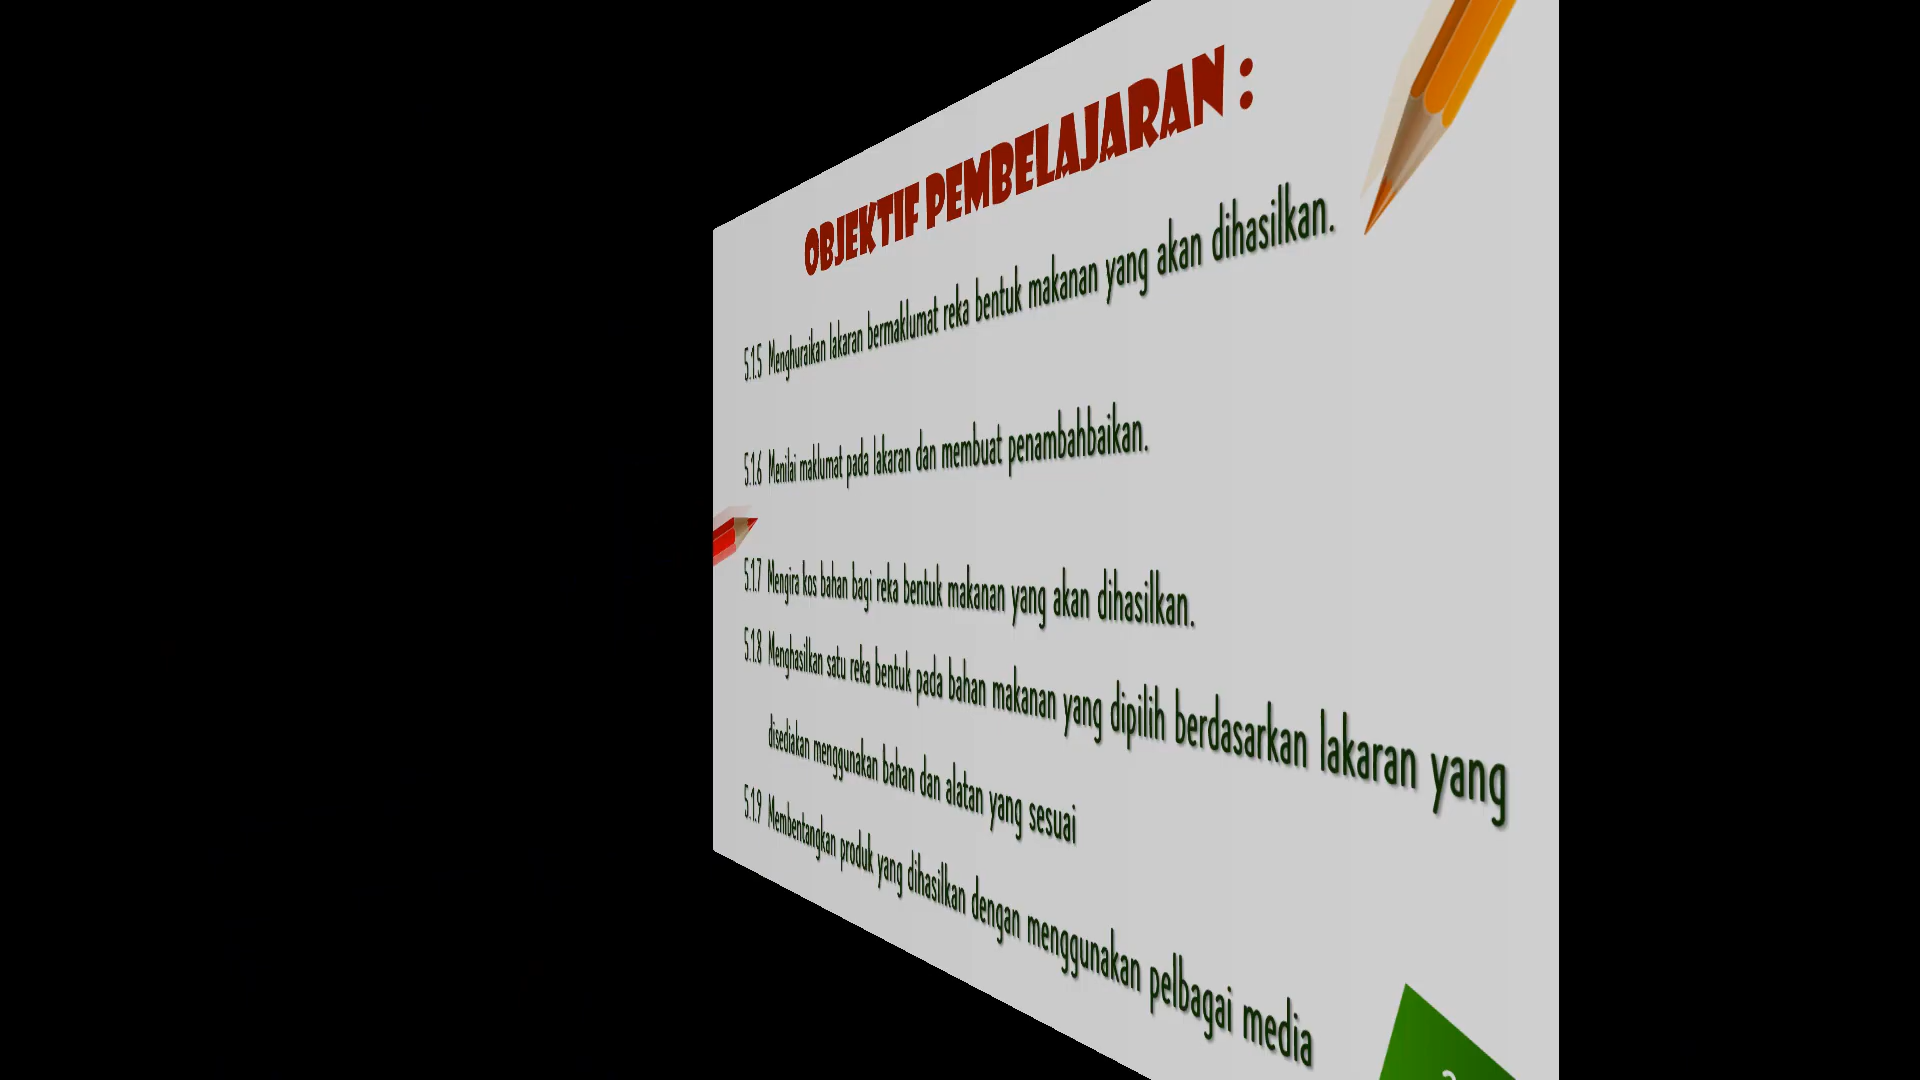 OBJEKTIF PEMBELAJARAN :
5.1.5 Menghuraikan lakaran bermaklumat reka bentuk makanan yang akan dihasilkan.
5.1.6 Menilai maklumat pada lakaran dan membuat penambahbaikan.
5.1.7 Mengira kos bahan bagi reka bentuk makanan yang akan dihasilkan.
5.1.8 Menghasilkan satu reka bentuk pada bahan makanan yang dipilih berdasarkan lakaran yang
disediakan menggunakan bahan dan alatan yang sesuai
5.1.9 Membentangkan produk yang dihasilkan dengan menggunakan pelbagai media